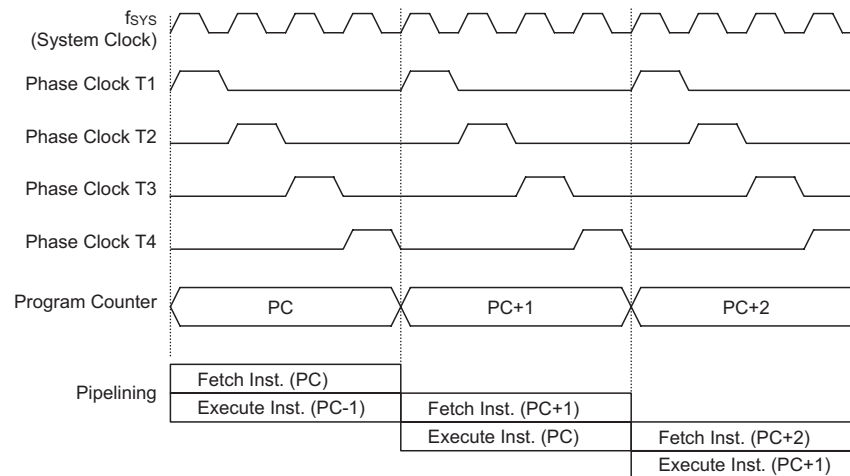 fSYS
(System Clock)
Phase Clock T1
Phase Clock T2
Phase Clock T3
Phase Clock T4
Program Counter
PC
PC+1
PC+2
Pipelining
Fetch Inst. (PC)
Execute Inst. (PC-1)
Fetch Inst. (PC+1)
Execute Inst. (PC)
Fetch Inst. (PC+2)
Execute Inst. (PC+1)